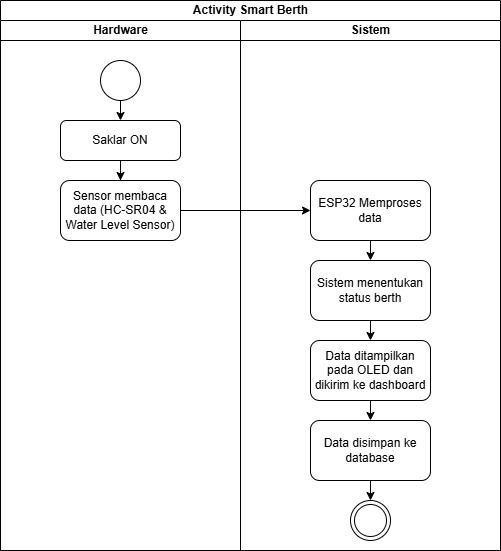 Activity Smart Berth
Hardware
Sistem
Saklar ON
Sensor membaca
data (HC-SR04 &
Water Level Sensor)
ESP32 Memproses
data
Sistem menentukan
status berth
Data ditampilkan
pada OLED dan
dikirim ke dashboard
Data disimpan ke
database